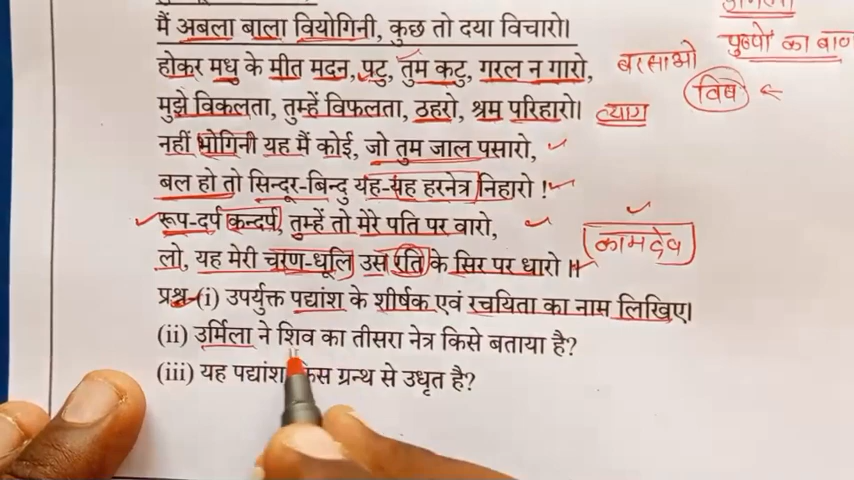 मैं अबला बाला वियोगिनी, कुछ तो दया विचारो।
पुष्पों का बाण
होकर मधु के मीत मदन, पटु, तुम कटु, गरल न गारो,
बरसाओ
विष
मुझे विकलता, तुम्हें विफलता, ठहरो, श्रम परिहारो।
त्याग
नहीं भोगिनी यह मैं कोई, जो तुम जाल पसारो,
बल हो तो सिन्दूर-बिन्दु यह-यह हरनेत्र निहारो !
रूप-दर्प कन्दर्प, तुम्हें तो मेरे पति पर वारो,
कामदेव
लो, यह मेरी चरण-धूलि उस रति के सिर पर धारो ॥
प्रश्न-(i) उपर्युक्त पद्यांश के शीर्षक एवं रचयिता का नाम लिखिए।
(ii) उर्मिला ने शिव का तीसरा नेत्र किसे बताया है?
(iii) यह पद्यांश किस ग्रन्थ से उधृत है?